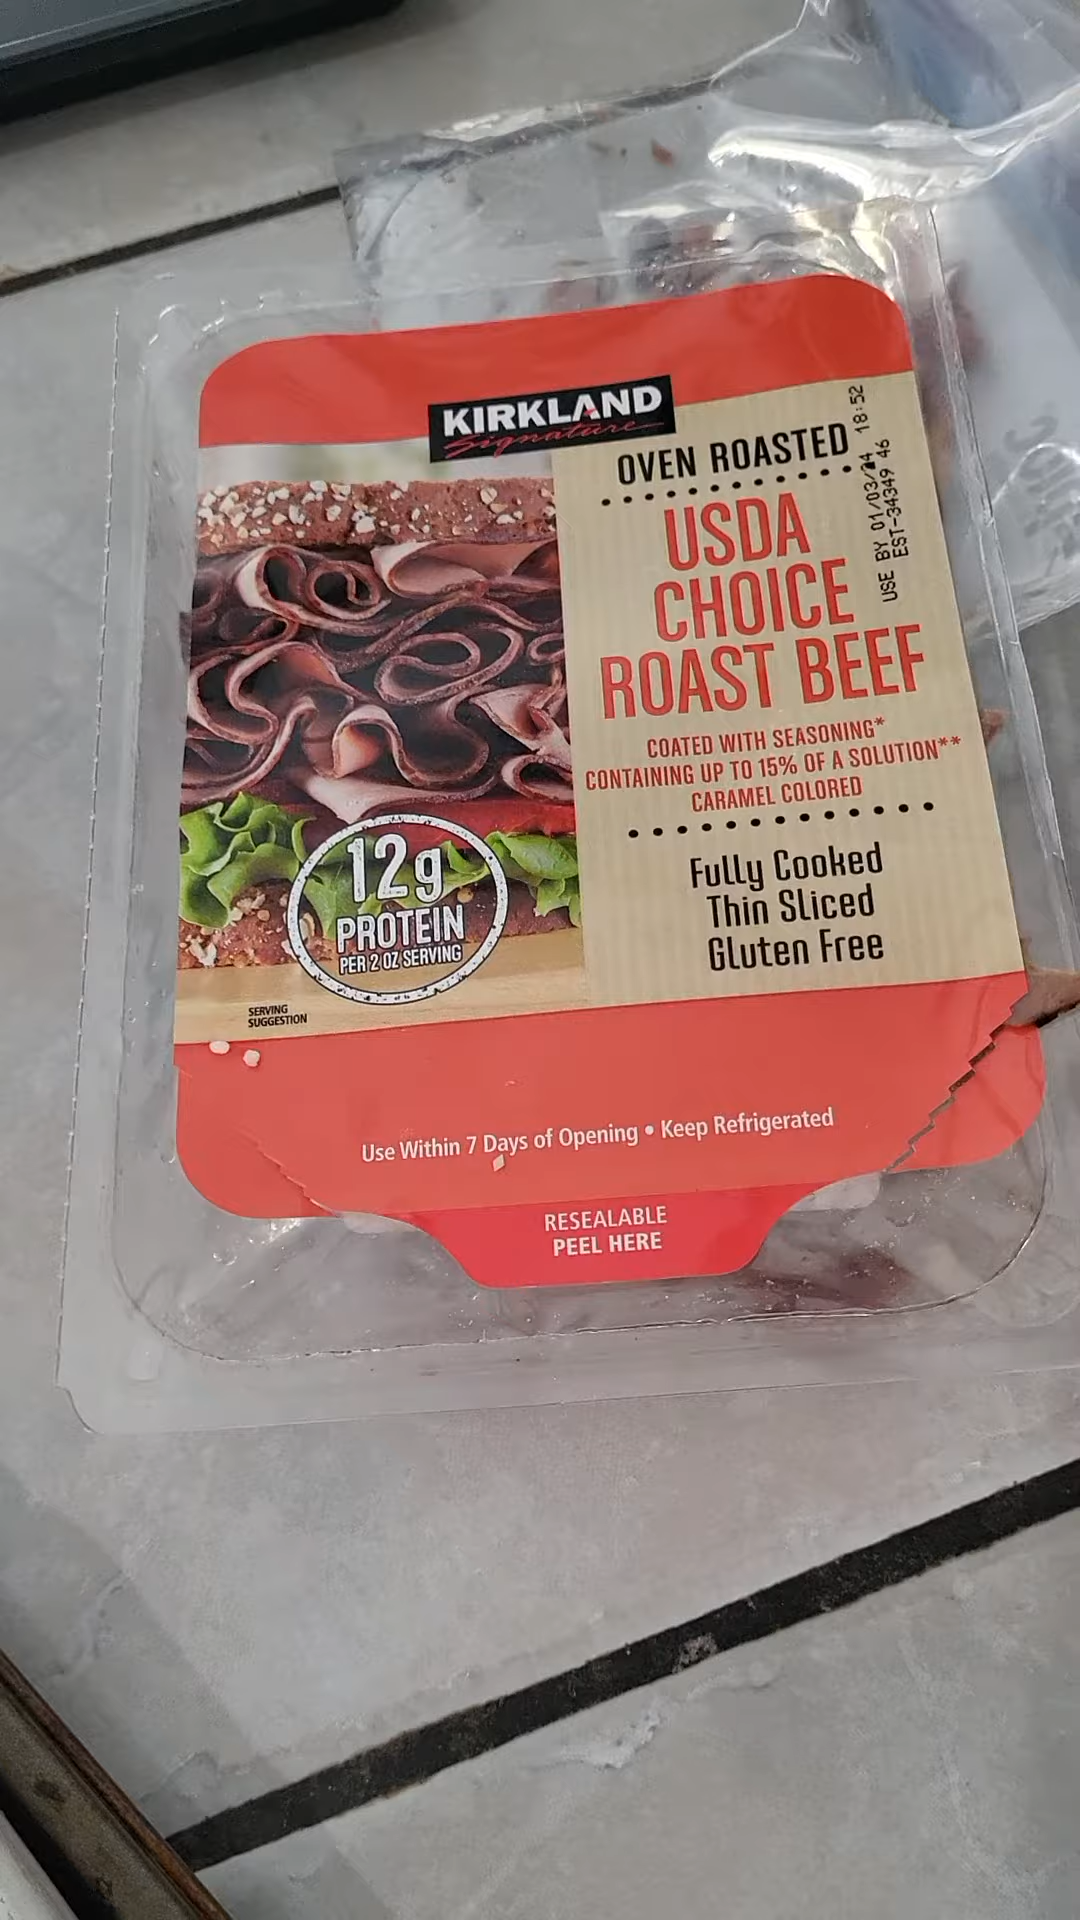 KIRKLAND
Signature
OVEN ROASTED
USDA
CHOICE
ROAST BEEF
COATED WITH SEASONING*
CONTAINING UP TO 15% OF A SOLUTION**
CARAMEL COLORED
Fully Cooked
Thin Sliced
Gluten Free
USE BY 01/03/24 18:52
EST-34349 46
12g
PROTEIN
PER 2 OZ SERVING
SERVING
SUGGESTION
Use Within 7 Days of Opening • Keep Refrigerated
RESEALABLE
PEEL HERE